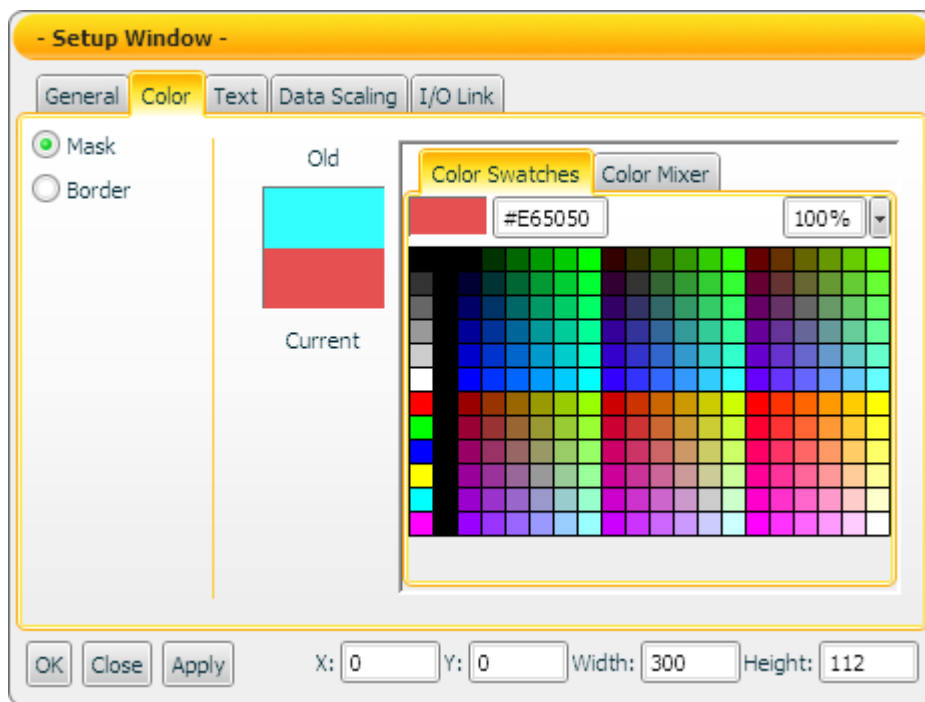 - Setup Window -
General Color Text Data Scaling I/O Link
Mask
Border
Old
Current
Color Swatches Color Mixer
#E65050 100%
OK Close Apply X: 0 Y: 0 Width: 300 Height: 112